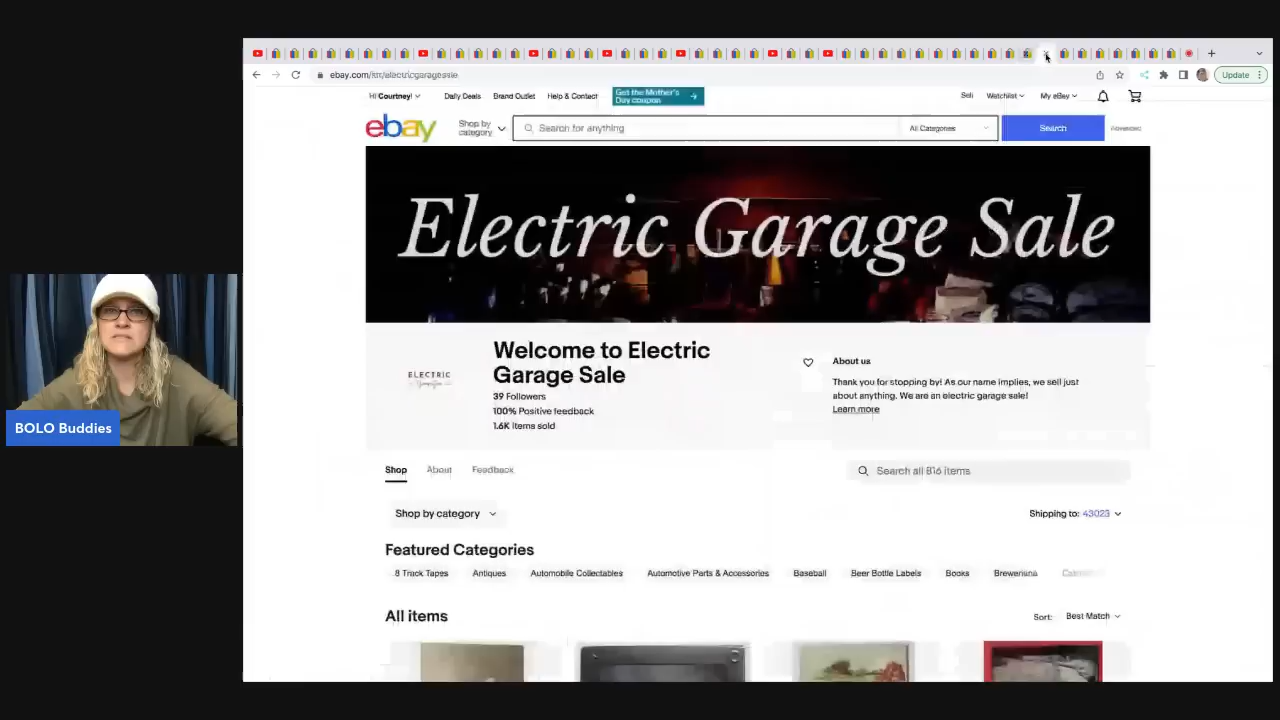 ebay.com/str/electricgaragesale
Update
Hi Courtney!
Daily Deals
Brand Outlet
Help & Contact
Get the Mother's
Day coupon
Sell
Watchlist
My eBay
ebay
Shop by
category
Search for anything
All Categories
Search
Advanced
Electric Garage Sale
ELECTRIC
Welcome to Electric
Garage Sale
39 Followers
100% Positive feedback
1.6K Items sold
About us
Thank you for stopping by! As our name implies, we sell just
about anything. We are an electric garage sale!
Learn more
BOLO Buddies
Shop
About
Feedback
Search all 816 items
Shop by category
Shipping to: 43023
Featured Categories
8 Track Tapes
Antiques
Automobile Collectables
Automotive Parts & Accessories
Baseball
Beer Bottle Labels
Books
Breweriana
All items
Sort:
Best Match